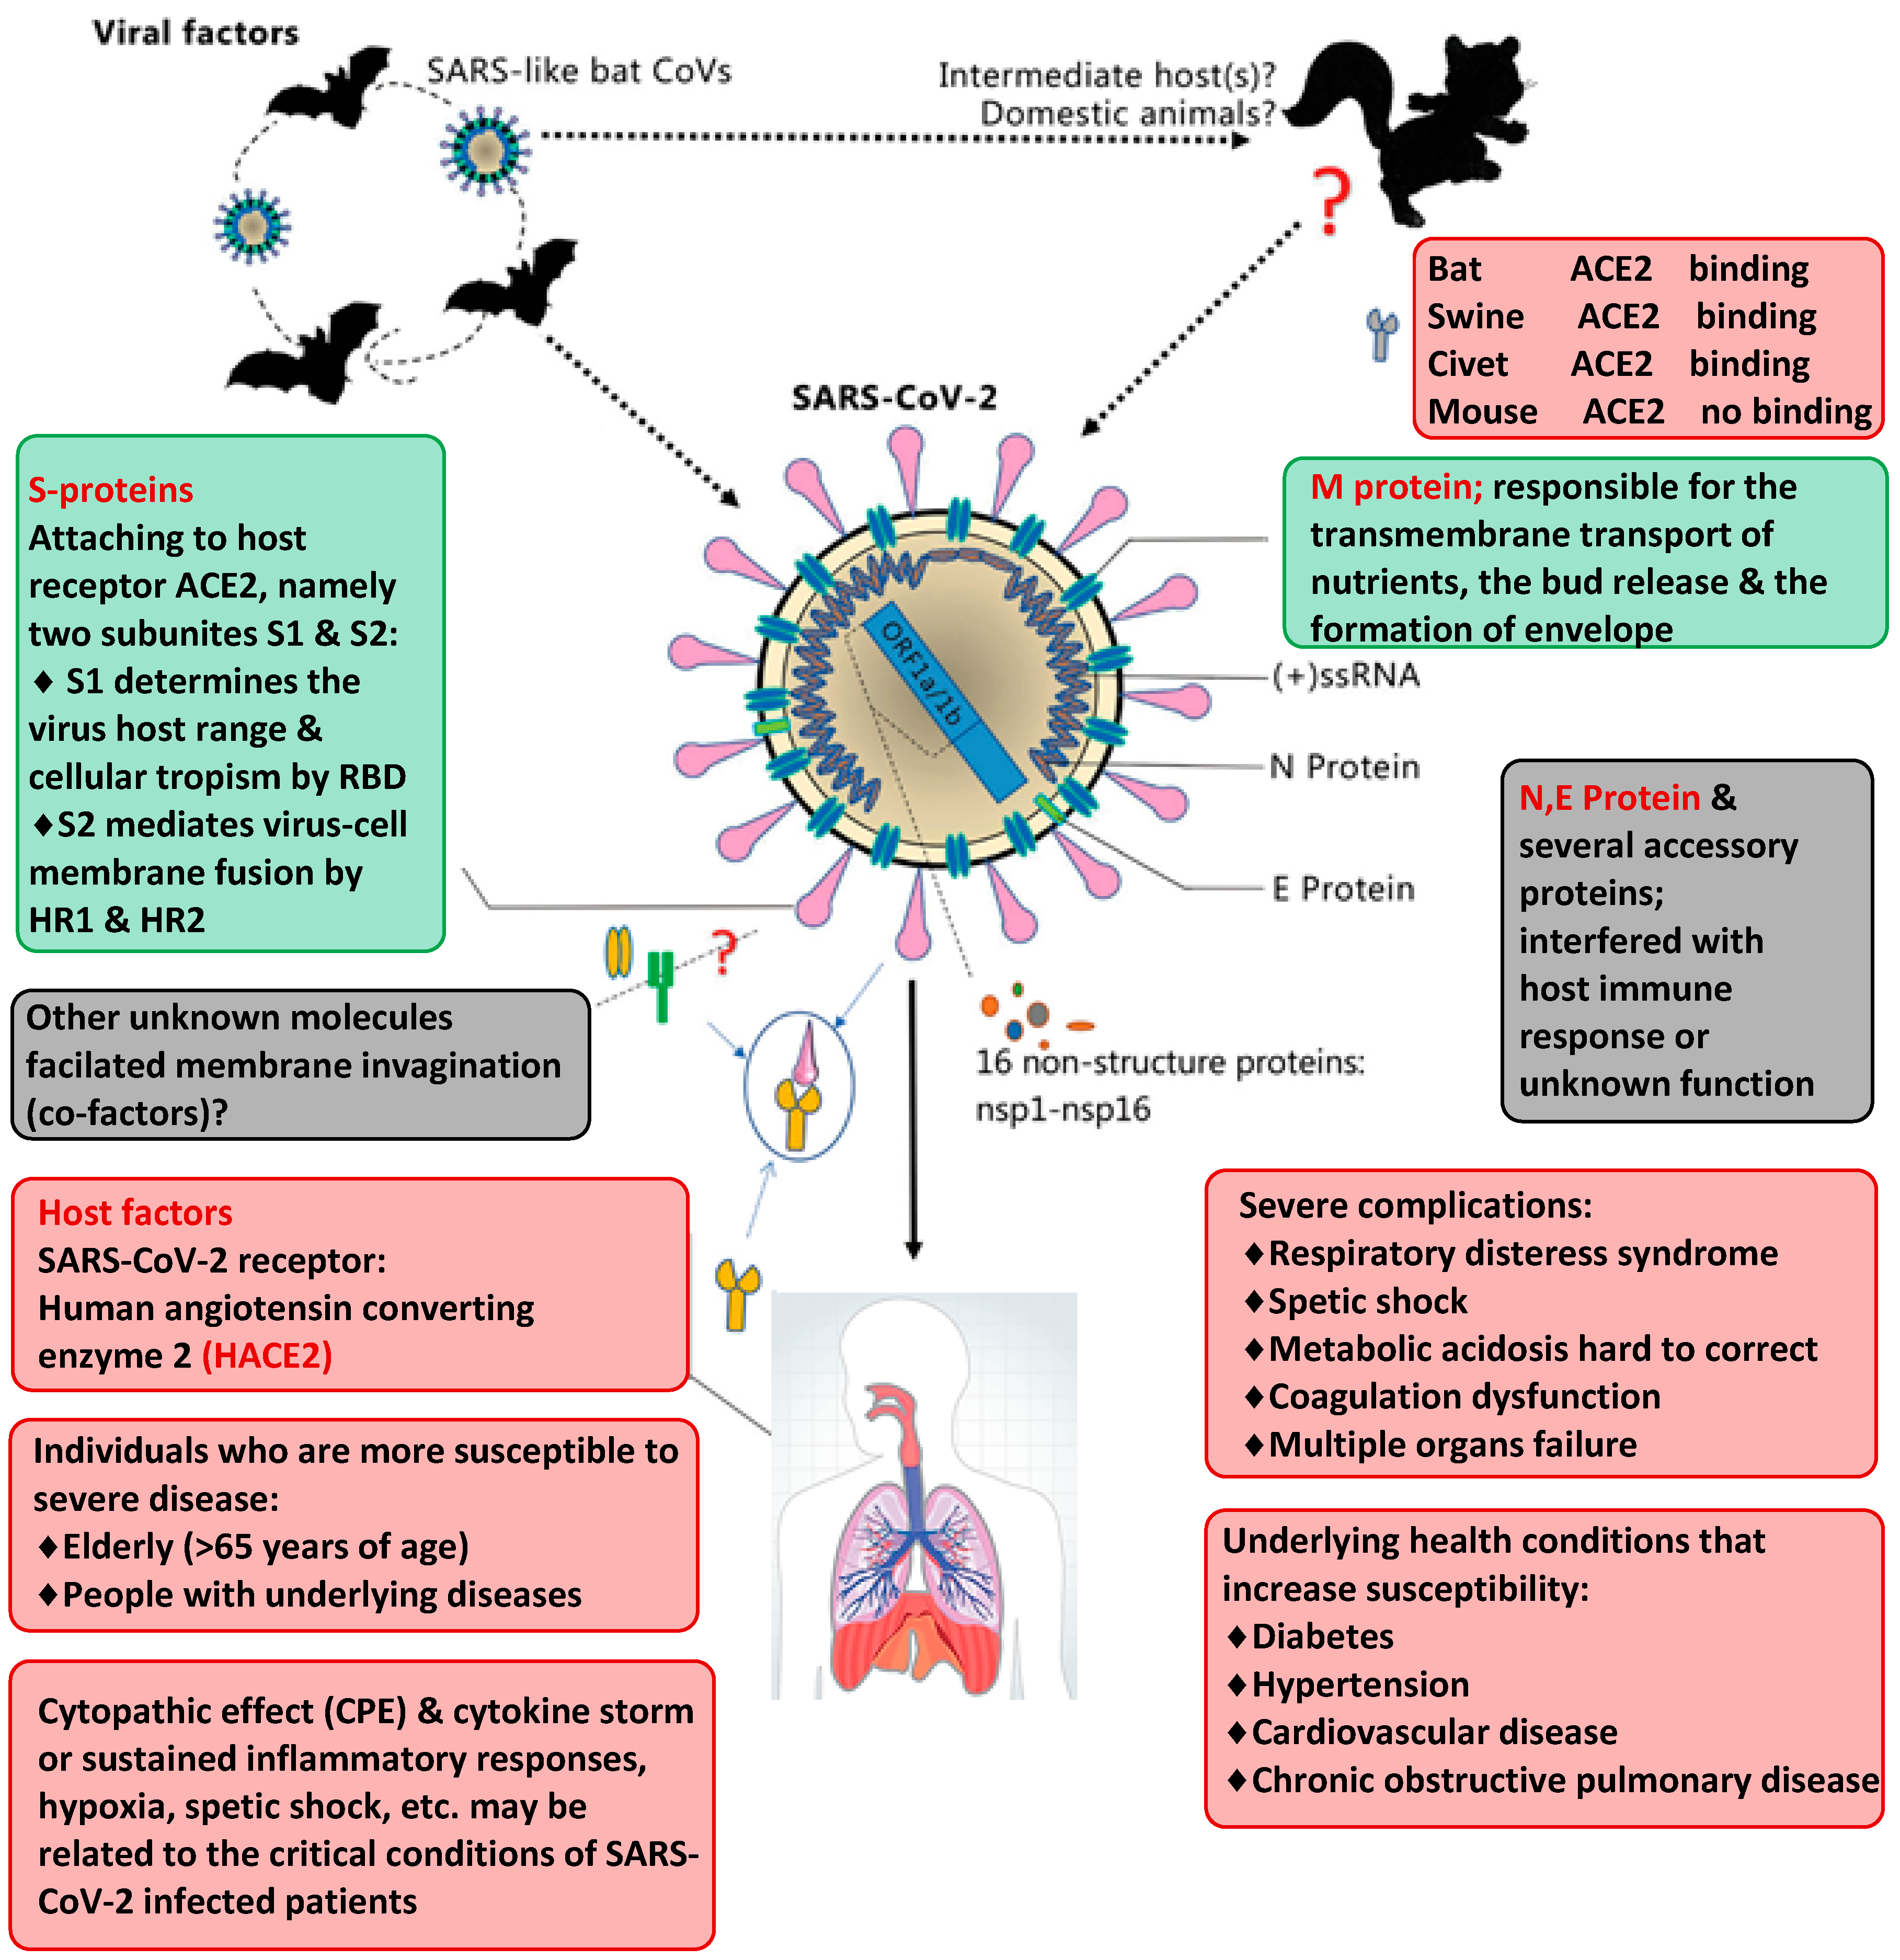 Viral factors
SARS-like bat CoVs
Intermediate host(s)?
Domestic animals?
?
Bat ACE2 binding
Swine ACE2 binding
Civet ACE2 binding
Mouse ACE2 no binding
SARS-CoV-2
S-proteins
Attaching to host
receptor ACE2, namely
two subunites S1 & S2:
♦ S1 determines the
virus host range &
cellular tropism by RBD
♦S2 mediates virus-cell
membrane fusion by
HR1 & HR2
M protein; responsible for the
transmembrane transport of
nutrients, the bud release & the
formation of envelope
ORF1a/1b
(+)ssRNA
N Protein
E Protein
N,E Protein &
several accessory
proteins;
interfered with
host immune
response or
unknown function
?
Other unknown molecules
facilated membrane invagination
(co-factors)?
16 non-structure proteins:
nsp1-nsp16
Host factors
SARS-CoV-2 receptor:
Human angiotensin converting
enzyme 2 (HACE2)
Individuals who are more susceptible to
severe disease:
♦Elderly (>65 years of age)
♦People with underlying diseases
Cytopathic effect (CPE) & cytokine storm
or sustained inflammatory responses,
hypoxia, spetic shock, etc. may be
related to the critical conditions of SARS-
CoV-2 infected patients
Severe complications:
♦Respiratory disteress syndrome
♦Spetic shock
♦Metabolic acidosis hard to correct
♦Coagulation dysfunction
♦Multiple organs failure
Underlying health conditions that
increase susceptibility:
♦Diabetes
♦Hypertension
♦Cardiovascular disease
♦Chronic obstructive pulmonary disease